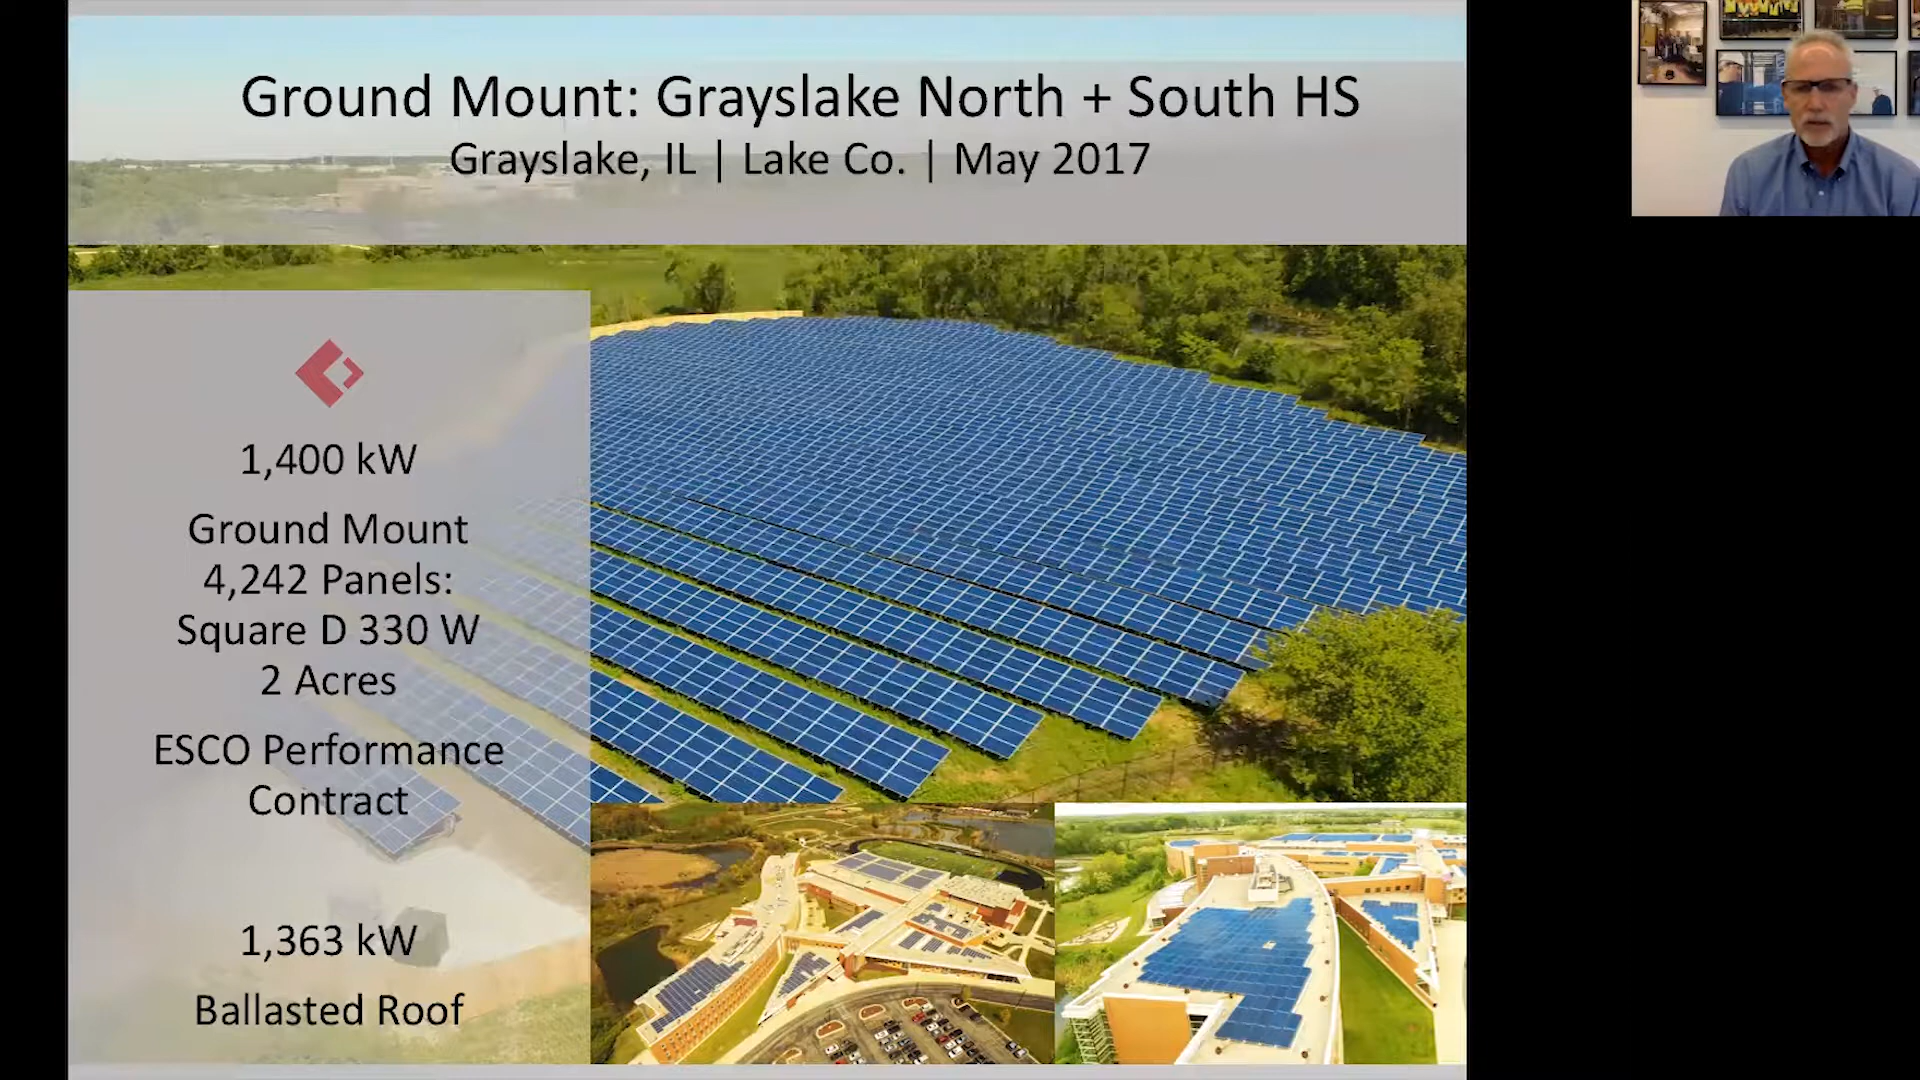 Ground Mount: Grayslake North + South HS
Grayslake, IL | Lake Co. | May 2017
1,400 kW
Ground Mount
4,242 Panels:
Square D 330 W
2 Acres
ESCO Performance
Contract
1,363 kW
Ballasted Roof